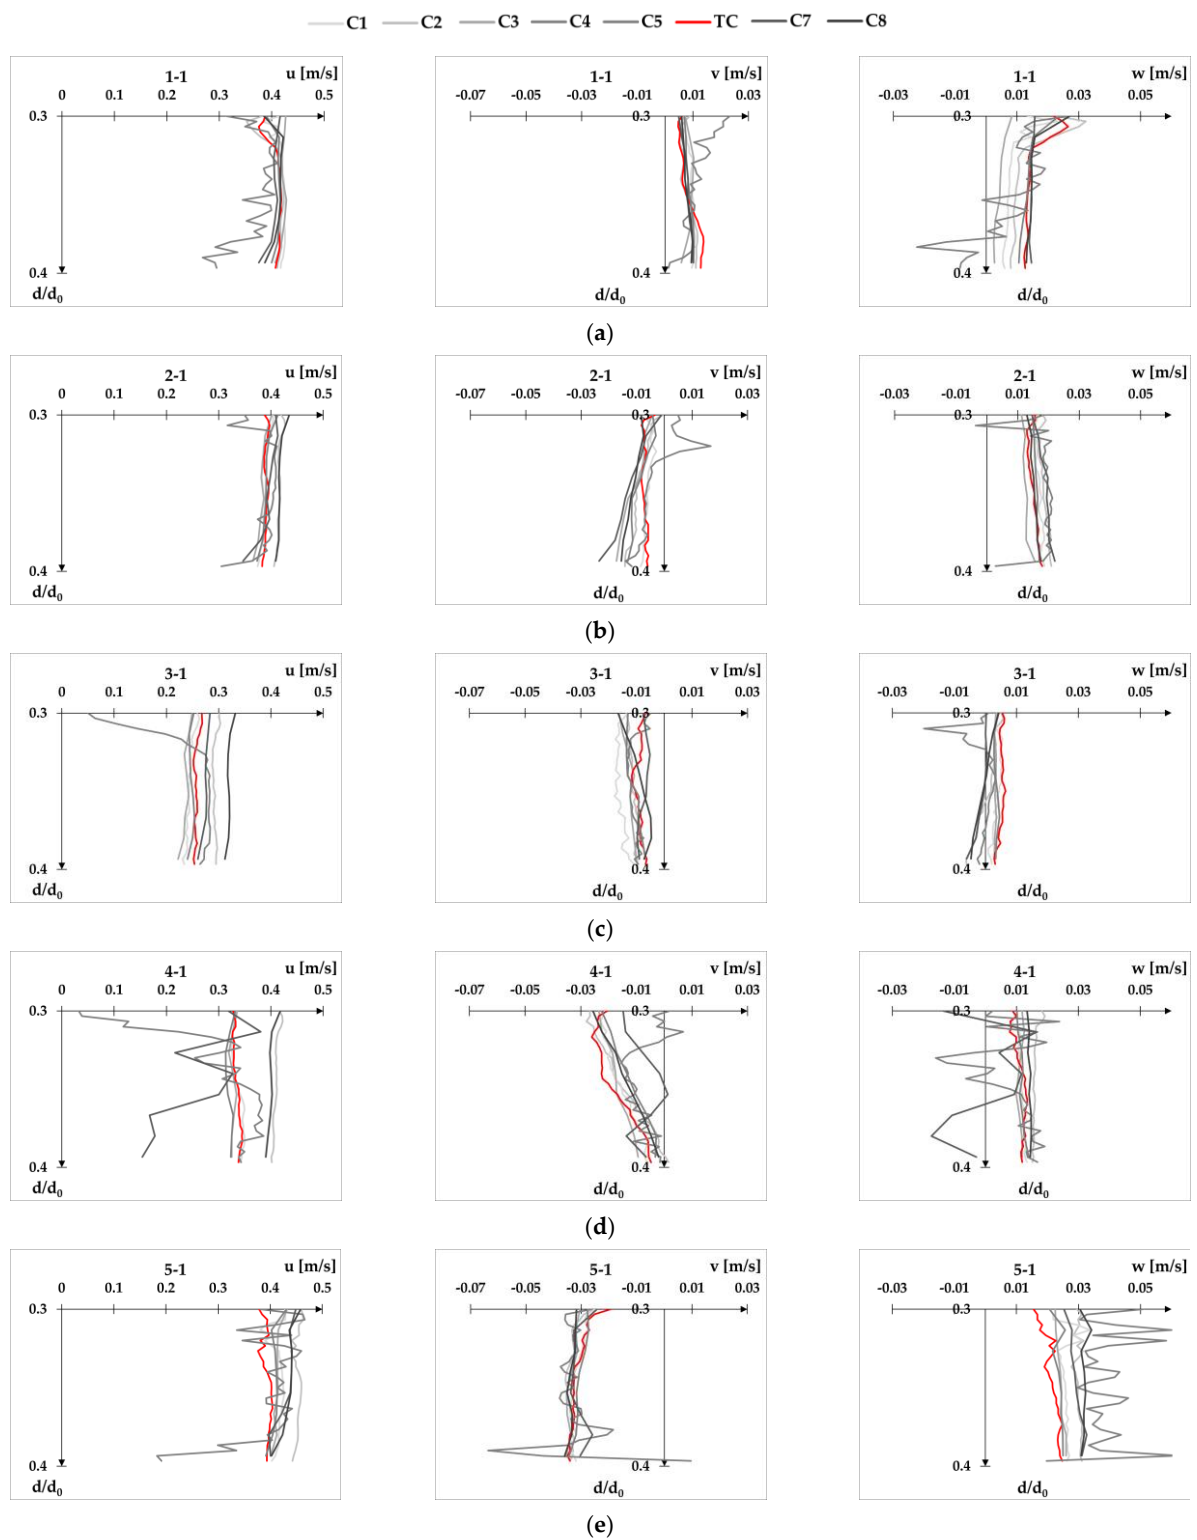 C1 C2 C3 C4 C5 TC C7 C8
1-1 u [m/s]
0 0.1 0.2 0.3 0.4 0.5
0.3
0.4
d/d0
1-1 v [m/s]
-0.07 -0.05 -0.03 -0.01 0.01 0.03
0.3
0.4
d/d0
1-1 w [m/s]
-0.03 -0.01 0.01 0.03 0.05
0.3
0.4
d/d0
(a)
2-1 u [m/s]
0 0.1 0.2 0.3 0.4 0.5
0.3
0.4
d/d0
2-1 v [m/s]
-0.07 -0.05 -0.03 -0.01 0.01 0.03
0.3
0.4
d/d0
2-1 w [m/s]
-0.03 -0.01 0.01 0.03 0.05
0.3
0.4
d/d0
(b)
3-1 u [m/s]
0 0.1 0.2 0.3 0.4 0.5
0.3
0.4
d/d0
3-1 v [m/s]
-0.07 -0.05 -0.03 -0.01 0.01 0.03
0.3
0.4
d/d0
3-1 w [m/s]
-0.03 -0.01 0.01 0.03 0.05
0.3
0.4
d/d0
(c)
4-1 u [m/s]
0 0.1 0.2 0.3 0.4 0.5
0.3
0.4
d/d0
4-1 v [m/s]
-0.07 -0.05 -0.03 -0.01 0.01 0.03
0.3
0.4
d/d0
4-1 w [m/s]
-0.03 -0.01 0.01 0.03 0.05
0.3
0.4
d/d0
(d)
5-1 u [m/s]
0 0.1 0.2 0.3 0.4 0.5
0.3
0.4
d/d0
5-1 v [m/s]
-0.07 -0.05 -0.03 -0.01 0.01 0.03
0.3
0.4
d/d0
5-1 w [m/s]
-0.03 -0.01 0.01 0.03 0.05
0.3
0.4
d/d0
(e)